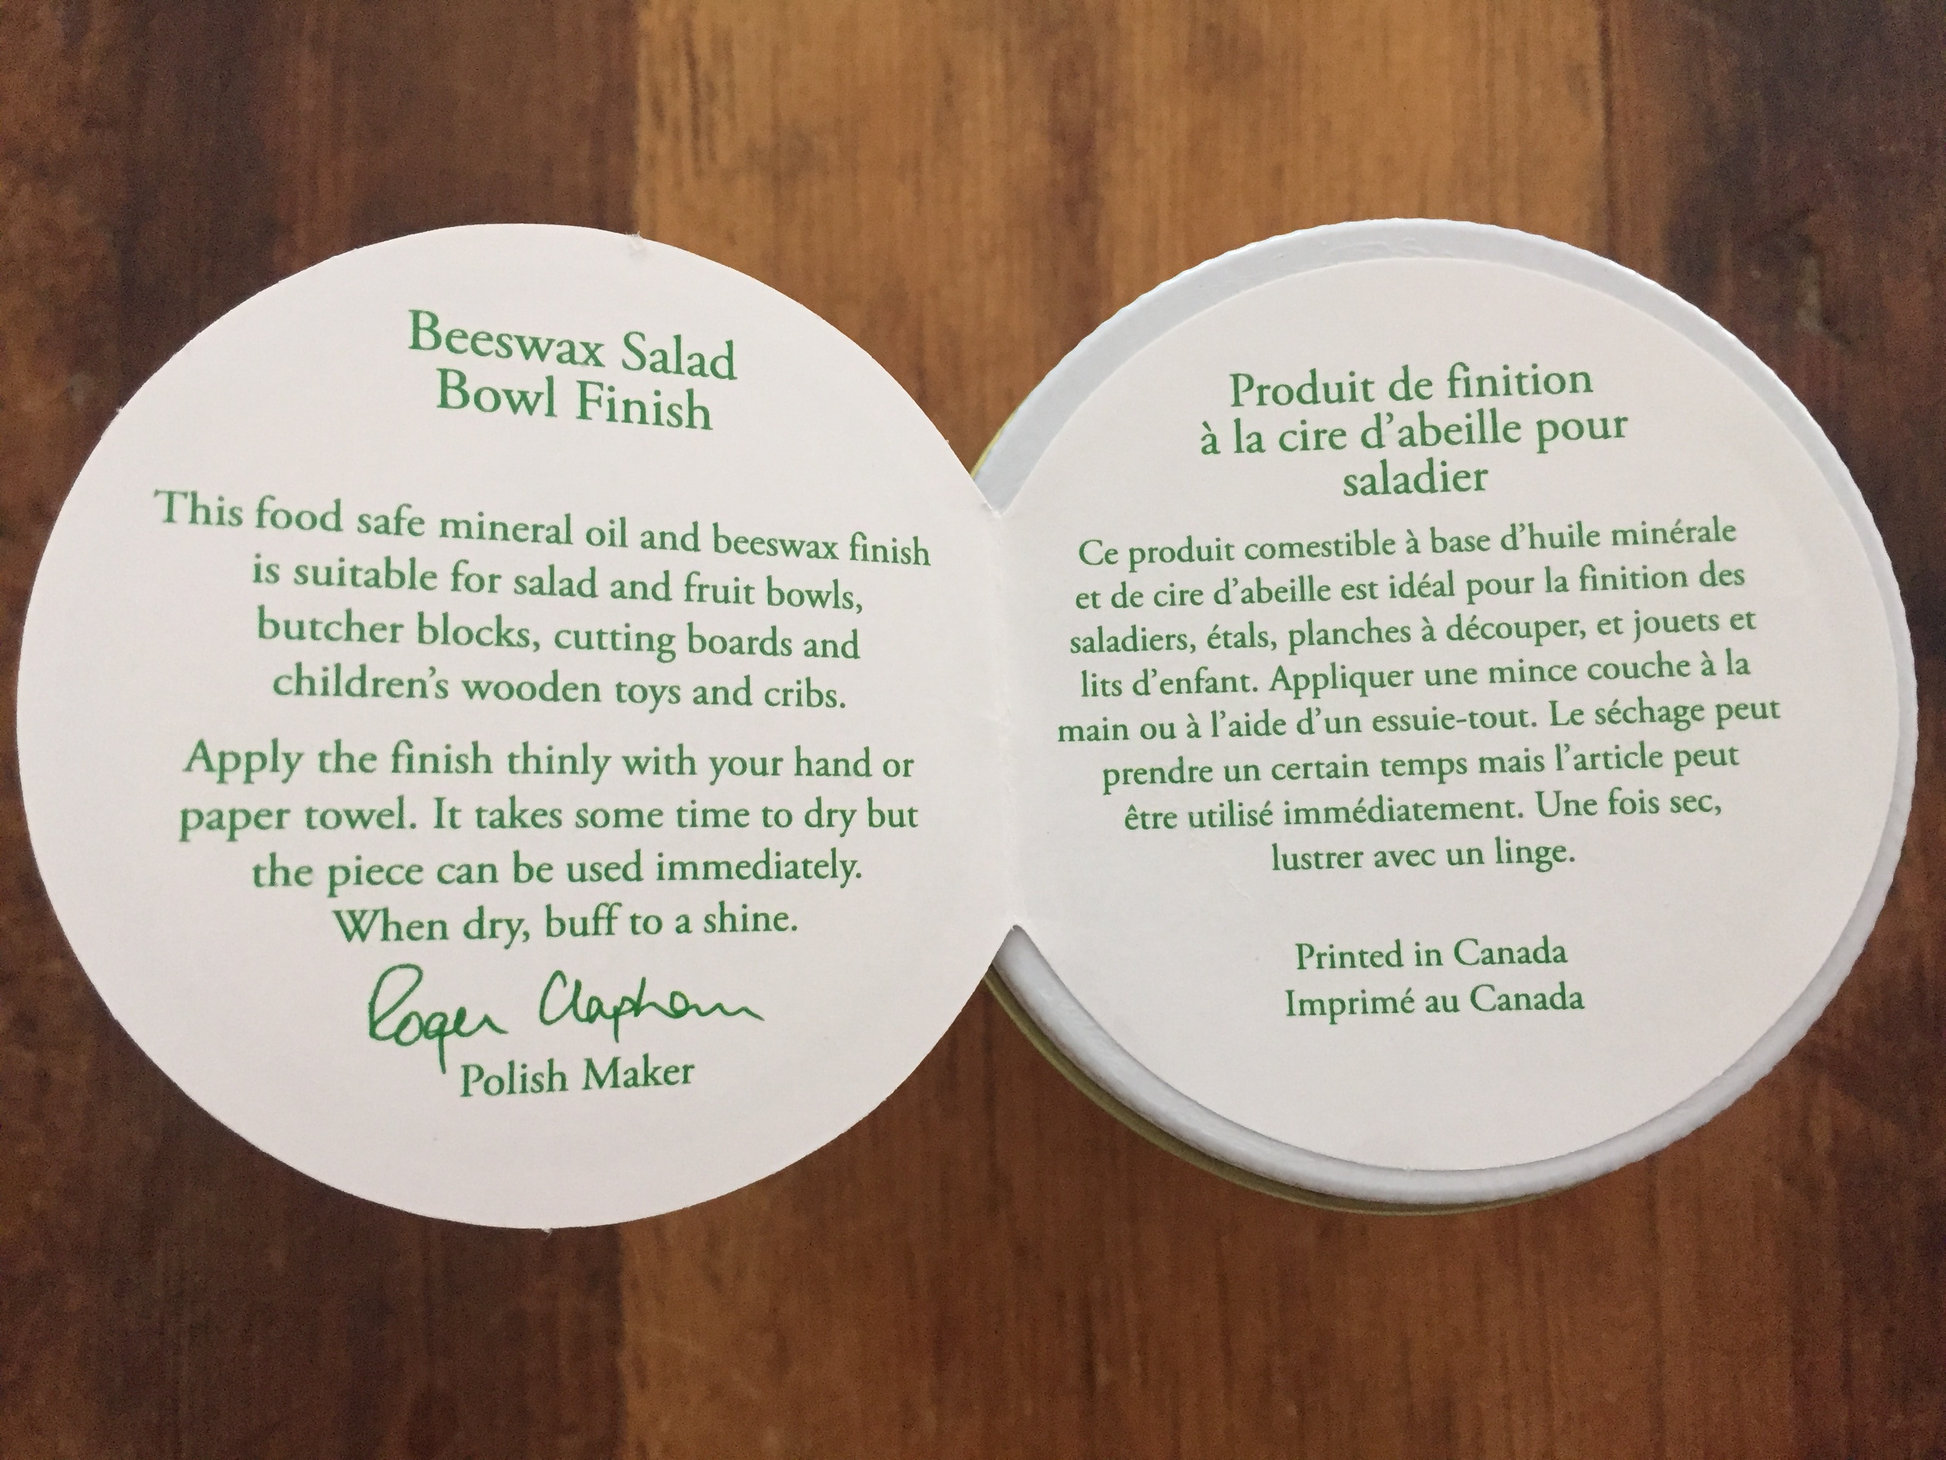 Beeswax Salad
Bowl Finish
This food safe mineral oil and beeswax finish
is suitable for salad and fruit bowls,
butcher blocks, cutting boards and
children's wooden toys and cribs.
Apply the finish thinly with your hand or
paper towel. It takes some time to dry but
the piece can be used immediately.
When dry, buff to a shine.
Roger Clapham
Polish Maker
Produit de finition
à la cire d'abeille pour
saladier
Ce produit comestible à base d'huile minérale
et de cire d'abeille est idéal pour la finition des
saladiers, étals, planches à découper, et jouets et
lits d'enfant. Appliquer une mince couche à la
main ou à l'aide d'un essuie-tout. Le séchage peut
prendre un certain temps mais l'article peut
être utilisé immédiatement. Une fois sec,
lustrer avec un linge.
Printed in Canada
Imprimé au Canada